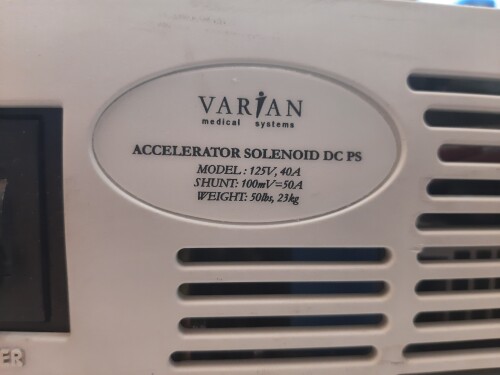 VARIAN
medical systems
ACCELERATOR SOLENOID DC PS
MODEL : 125V, 40A
SHUNT: 100mV=50A
WEIGHT: 50lbs, 23kg
ER